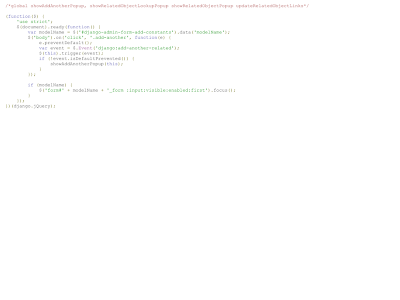 /*global showAddAnotherPopup, showRelatedObjectLookupPopup showRelatedObjectPopup updateRelatedObjectLinks*/
(function($) {
    'use strict';
    $(document).ready(function() {
        var modelName = $('#django-admin-form-add-constants').data('modelName');
        $('body').on('click', '.add-another', function(e) {
            e.preventDefault();
            var event = $.Event('django:add-another-related');
            $(this).trigger(event);
            if (!event.isDefaultPrevented()) {
                showAddAnotherPopup(this);
            }
        });
        if (modelName) {
            $('form#' + modelName + '_form :input:visible:enabled:first').focus();
        }
    });
})(django.jQuery);